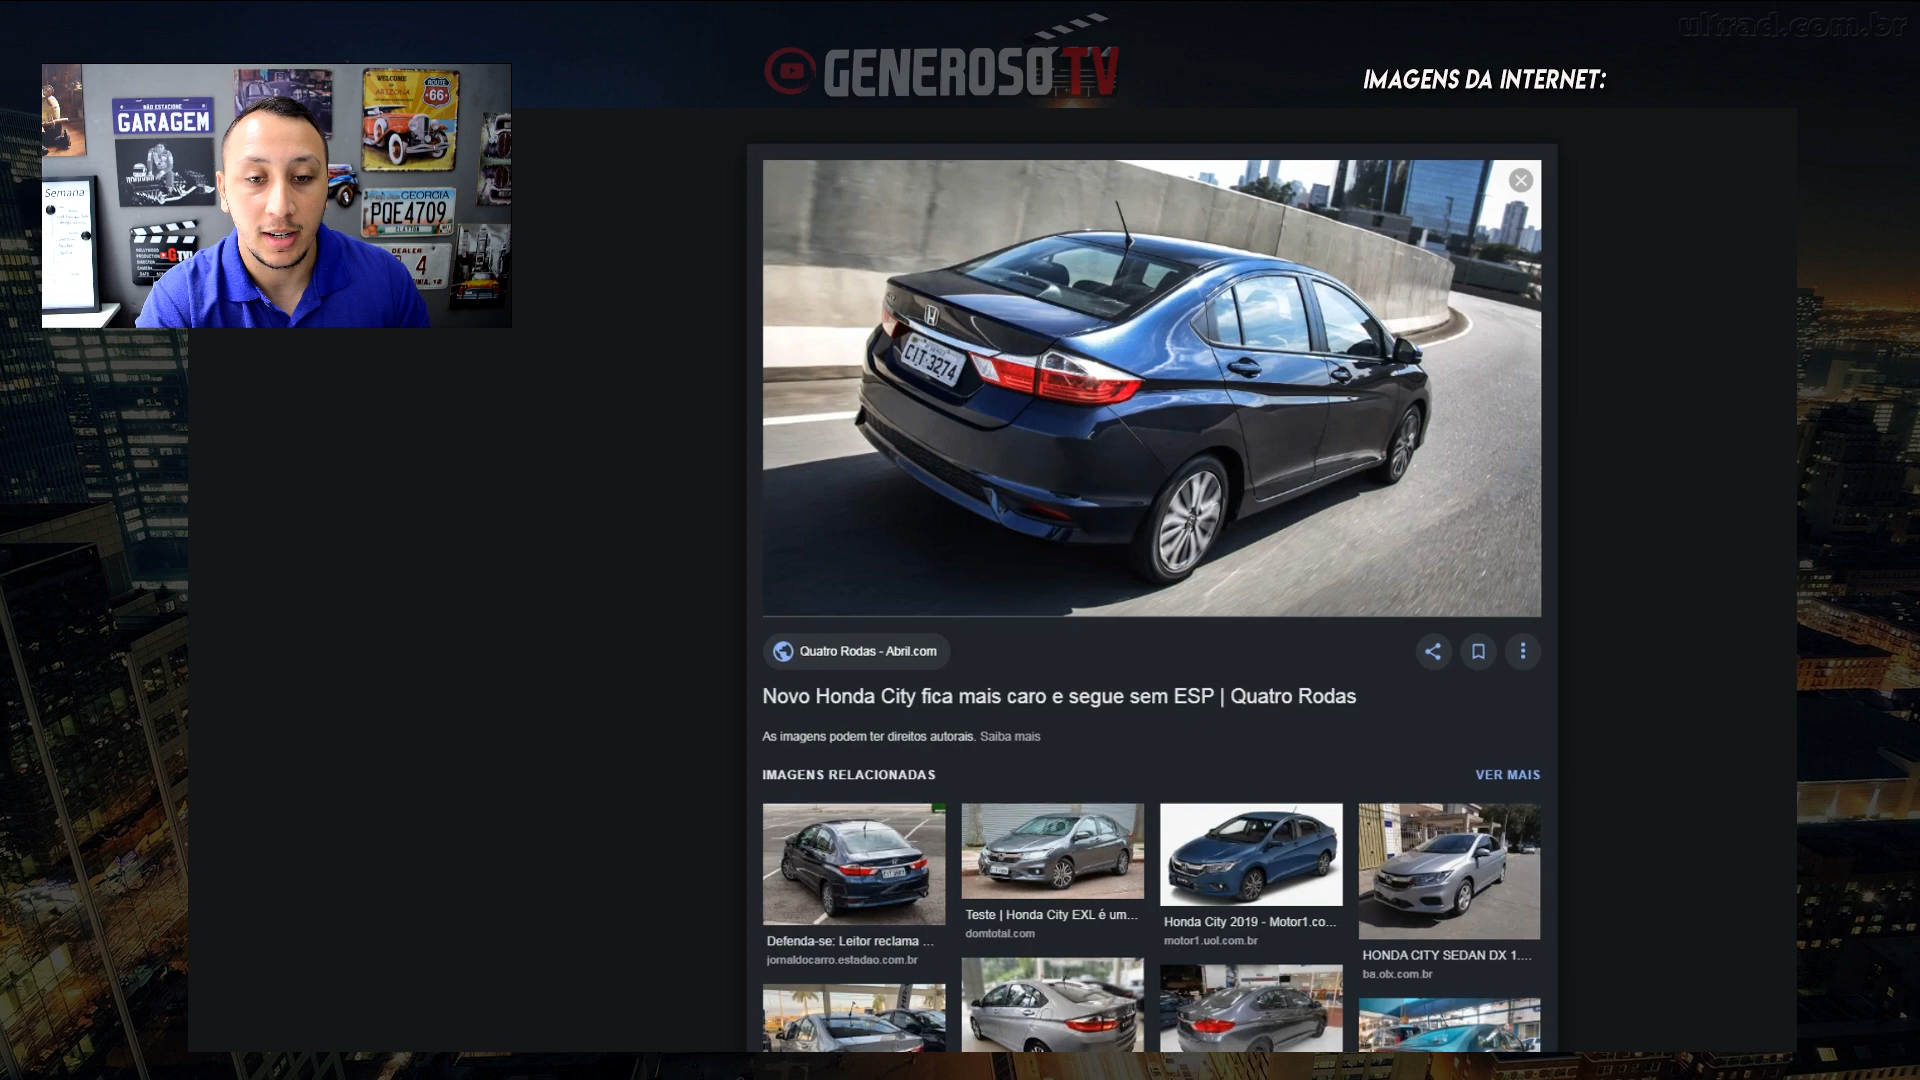 ultrad.com.br
GENEROSO TV
IMAGENS DA INTERNET:
NÃO ESTACIONE
GARAGEM
WELCOME
ARIZONA
ROUTE
66
Semana
GEORGIA
PQE4709
CLAYTON
DEALER
4
GTV
CIT-3274
Quatro Rodas - Abril.com
Novo Honda City fica mais caro e segue sem ESP | Quatro Rodas
As imagens podem ter direitos autorais. Saiba mais
IMAGENS RELACIONADAS
VER MAIS
Defenda-se: Leitor reclama ...
jornaldocarro.estadao.com.br
Teste | Honda City EXL é um...
domtotal.com
Honda City 2019 - Motor1.co...
motor1.uol.com.br
HONDA CITY SEDAN DX 1....
ba.olx.com.br